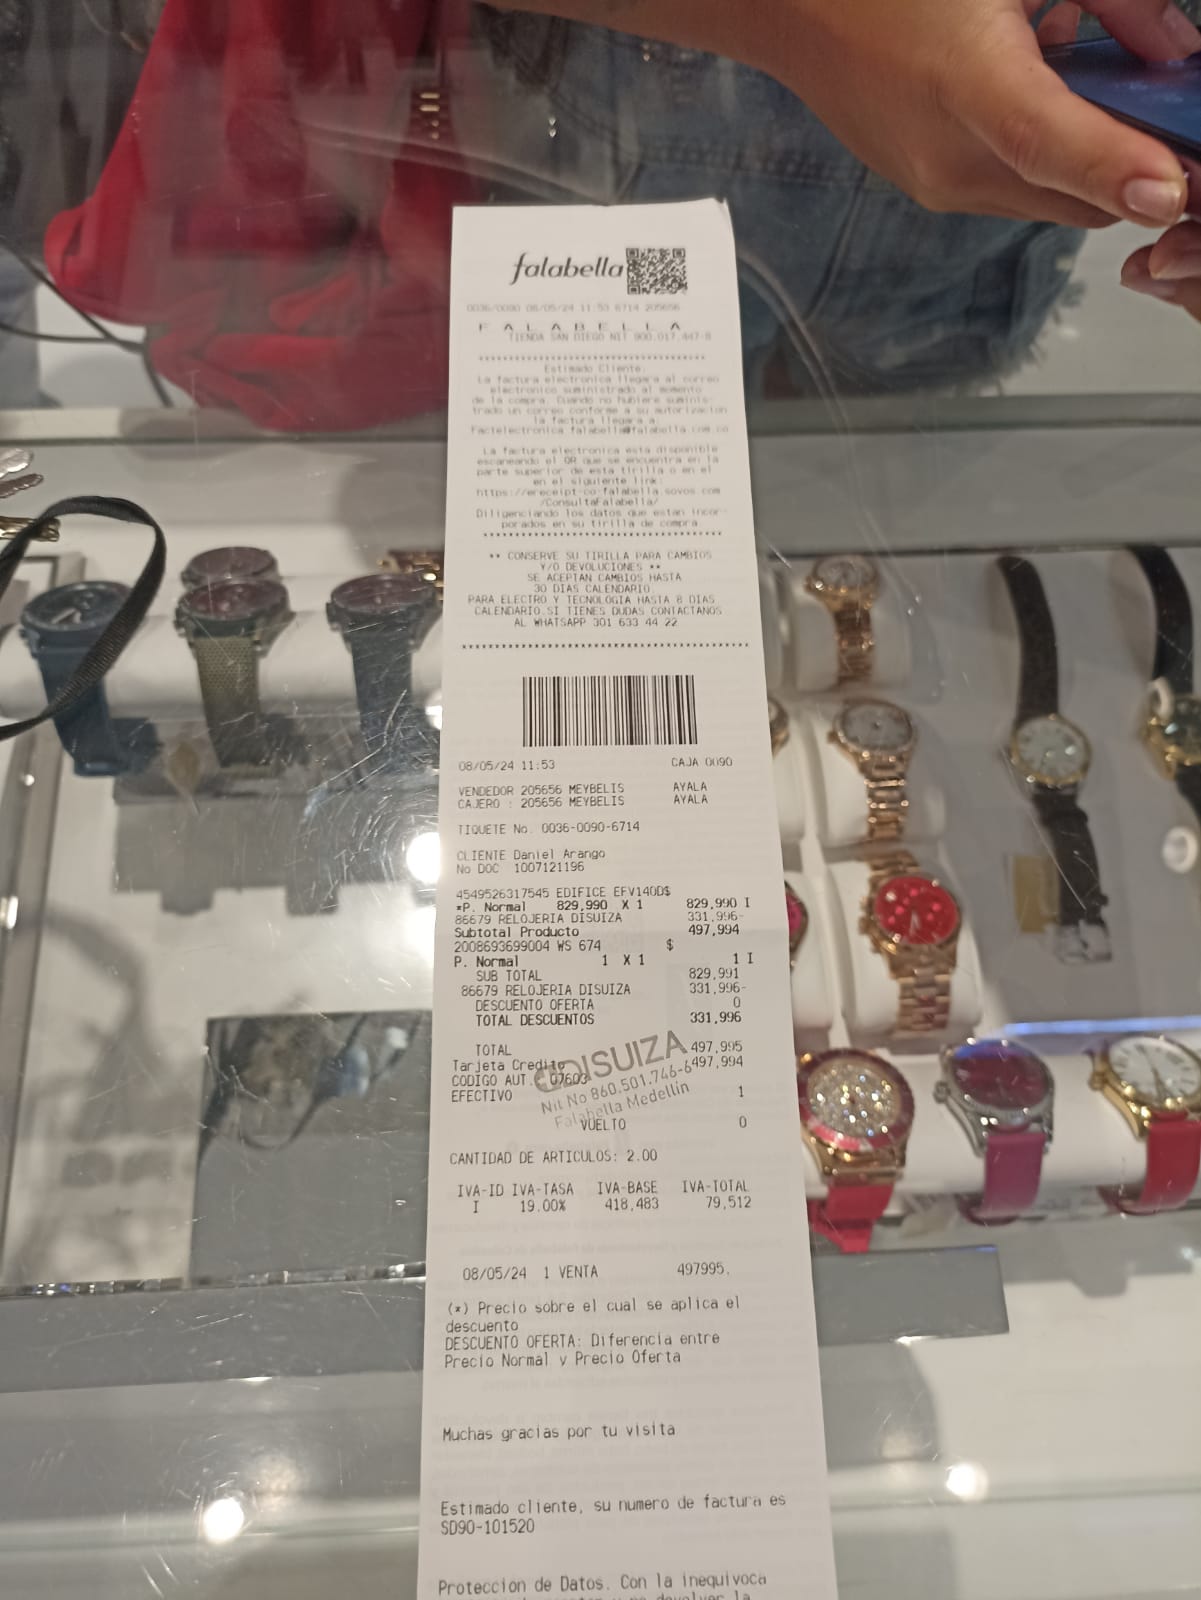 falabella
0036/0090 08/05/24 11:53 6714 205656
F A L A B E L L A
TIENDA SAN DIEGO NIT 900.017.447-8
************************************
Estimado Cliente.
La factura electronica llegara al correo
electronico suministrado al momento
de la compra. Cuando no hubiere suminis-
trado un correo conforme a su autorizacion
la factura llegara a:
Factelectronica.falabella@falabella.com.co
La factura electronica esta disponible
escaneando el QR que se encuentra en la
parte superior de esta tirilla o en el
en el siguiente link:
https://ereceipt-co-falabella.sovos.com
/ConsultaFalabella/
Diligenciando los datos que estan incor-
porados en su tirilla de compra
************************************
** CONSERVE SU TIRILLA PARA CAMBIOS
Y/O DEVOLUCIONES **
SE ACEPTAN CAMBIOS HASTA
30 DIAS CALENDARIO
PARA ELECTRO Y TECNOLOGIA HASTA 8 DIAS
CALENDARIO.SI TIENES DUDAS CONTACTANOS
AL WHATSAPP 301 633 44 22
************************************
08/05/24 11:53 CAJA 0090
VENDEDOR 205656 MEYBELIS AYALA
CAJERO : 205656 MEYBELIS AYALA
TIQUETE No. 0036-0090-6714
CLIENTE Daniel Arango
No DOC 1007121196
4549526317545 EDIFICE EFV140D$
*P. Normal 829,990 X 1 829,990 I
86679 RELOJERIA DISUIZA 331,996-
Subtotal Producto 497,994
2008693699004 WS 674 $
P. Normal 1 X 1 1 I
SUB TOTAL 829,991
86679 RELOJERIA DISUIZA 331,996-
DESCUENTO OFERTA 0
TOTAL DESCUENTOS 331,996
TOTAL 497,995
Tarjeta Credito 497,994
CODIGO AUT. : 07603
EFECTIVO 1
DISUIZA
Nit No 860.501.746-6
Falabella Medellin
VUELTO 0
CANTIDAD DE ARTICULOS: 2.00
IVA-ID IVA-TASA IVA-BASE IVA-TOTAL
I 19.00% 418,483 79,512
08/05/24 1 VENTA 497995.
(*) Precio sobre el cual se aplica el
descuento
DESCUENTO OFERTA: Diferencia entre
Precio Normal y Precio Oferta
Muchas gracias por tu visita
Estimado cliente, su numero de factura es
SD90-101520
Proteccion de Datos. Con la inequivoca